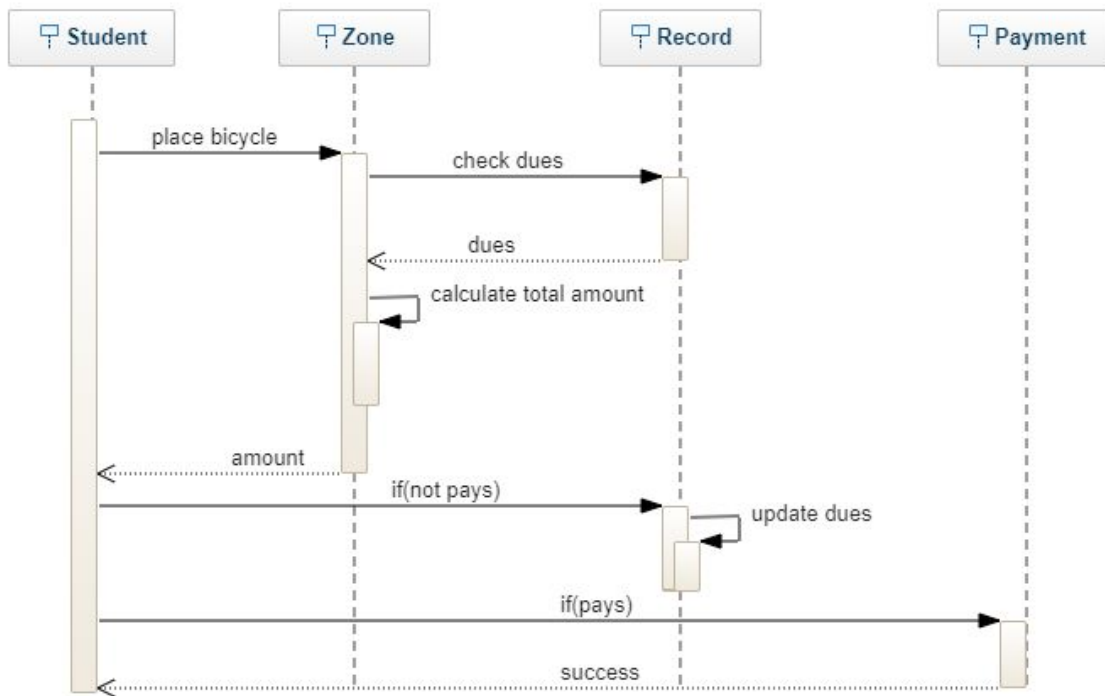 Student
Zone
Record
Payment
place bicycle
check dues
dues
calculate total amount
amount
if(not pays)
update dues
if(pays)
success